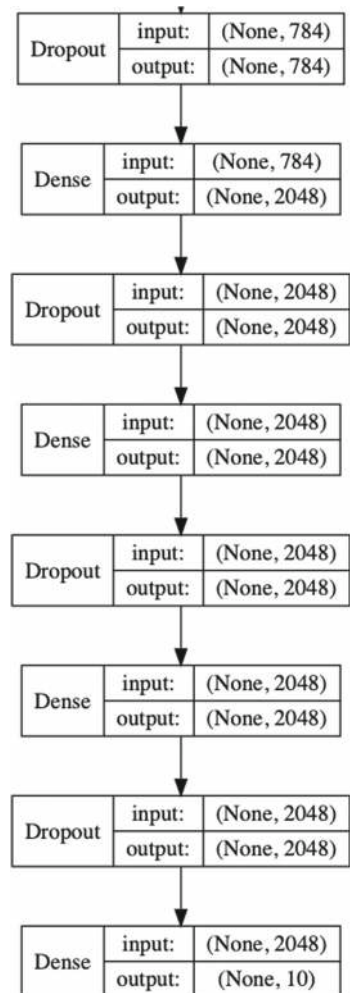 Dropout
input: (None, 784)
output: (None, 784)
Dense
input: (None, 784)
output: (None, 2048)
Dropout
input: (None, 2048)
output: (None, 2048)
Dense
input: (None, 2048)
output: (None, 2048)
Dropout
input: (None, 2048)
output: (None, 2048)
Dense
input: (None, 2048)
output: (None, 2048)
Dropout
input: (None, 2048)
output: (None, 2048)
Dense
input: (None, 2048)
output: (None, 10)